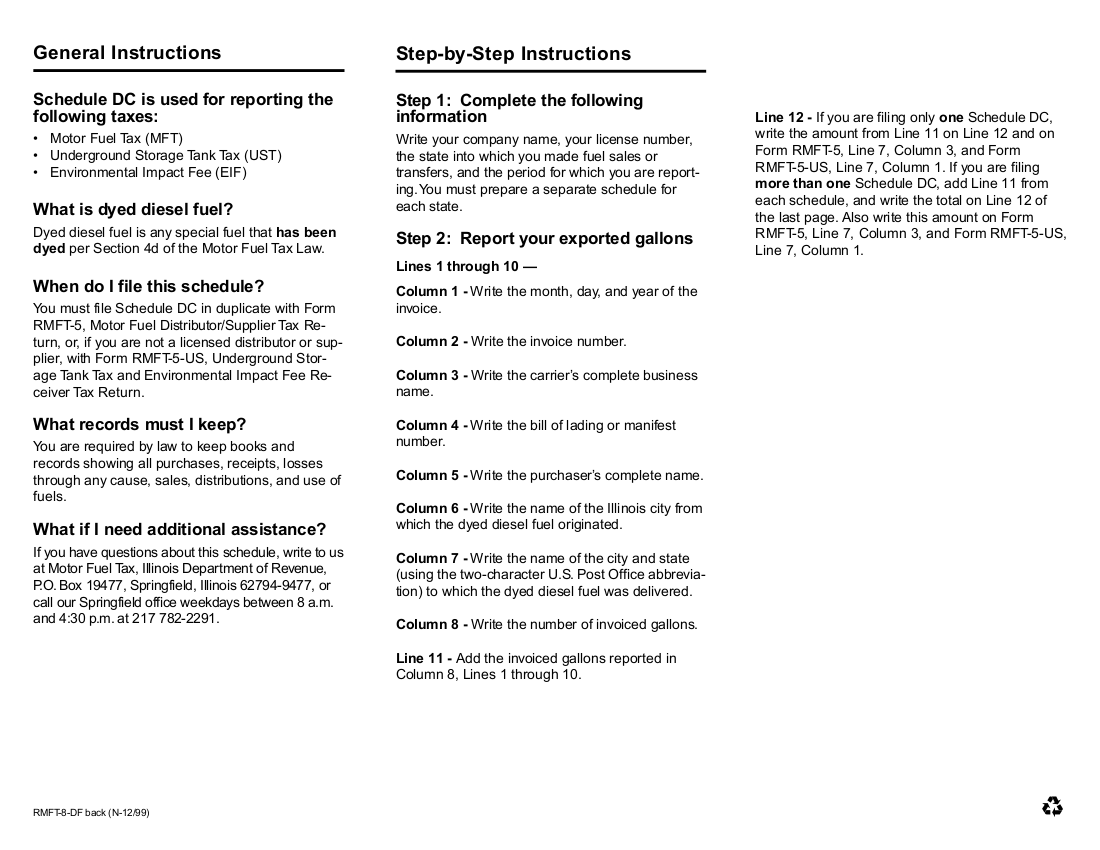 General Instructions
Schedule DC is used for reporting the
following taxes:
• Motor Fuel Tax (MFT)
• Underground Storage Tank Tax (UST)
• Environmental Impact Fee (EIF)
What is dyed diesel fuel?
Dyed diesel fuel is any special fuel that has been
dyed per Section 4d of the Motor Fuel Tax Law.
When do I file this schedule?
You must file Schedule DC in duplicate with Form
RMFT-5, Motor Fuel Distributor/Supplier Tax Re-
turn, or, if you are not a licensed distributor or sup-
plier, with Form RMFT-5-US, Underground Stor-
age Tank Tax and Environmental Impact Fee Re-
ceiver Tax Return.
What records must I keep?
You are required by law to keep books and
records showing all purchases, receipts, losses
through any cause, sales, distributions, and use of
fuels.
What if I need additional assistance?
If you have questions about this schedule, write to us
at Motor Fuel Tax, Illinois Department of Revenue,
P.O. Box 19477, Springfield, Illinois 62794-9477, or
call our Springfield office weekdays between 8 a.m.
and 4:30 p.m. at 217 782-2291.
Step-by-Step Instructions
Step 1:  Complete the following
information
Write your company name, your license number,
the state into which you made fuel sales or
transfers, and the period for which you are report-
ing. You must prepare a separate schedule for
each state.
Step 2:  Report your exported gallons
Lines 1 through 10 —
Column 1 - Write the month, day, and year of the
invoice.
Column 2 - Write the invoice number.
Column 3 - Write the carrier's complete business
name.
Column 4 - Write the bill of lading or manifest
number.
Column 5 - Write the purchaser's complete name.
Column 6 - Write the name of the Illinois city from
which the dyed diesel fuel originated.
Column 7 - Write the name of the city and state
(using the two-character U.S. Post Office abbrevia-
tion) to which the dyed diesel fuel was delivered.
Column 8 - Write the number of invoiced gallons.
Line 11 - Add the invoiced gallons reported in
Column 8, Lines 1 through 10.
Line 12 - If you are filing only one Schedule DC,
write the amount from Line 11 on Line 12 and on
Form RMFT-5, Line 7, Column 3, and Form
RMFT-5-US, Line 7, Column 1. If you are filing
more than one Schedule DC, add Line 11 from
each schedule, and write the total on Line 12 of
the last page. Also write this amount on Form
RMFT-5, Line 7, Column 3, and Form RMFT-5-US,
Line 7, Column 1.
RMFT-8-DF back (N-12/99)